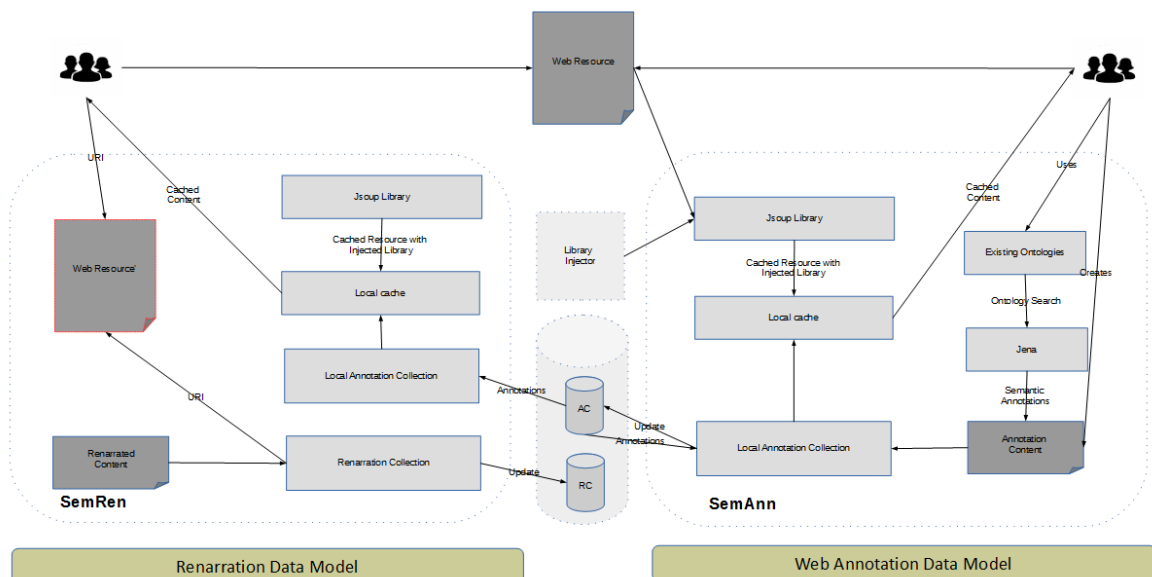 Web Resource
URI
Uses
Cached
Content
Cached
Content
Jsoup Library
Jsoup Library
Cached Resource with
Injected Library
Cached Resource with
Injected Library
Library
Injector
Existing Ontologies
Web Resource'
Creates
Local cache
Ontology Search
Local cache
Jena
Local Annotation Collection
Annotations
Semantic
Annotations
URI
AC
Update
Annotations
Annotation
Content
Renarrated
Content
Renarration Collection
Update
RC
Local Annotation Collection
SemRen
SemAnn
Renarration Data Model
Web Annotation Data Model